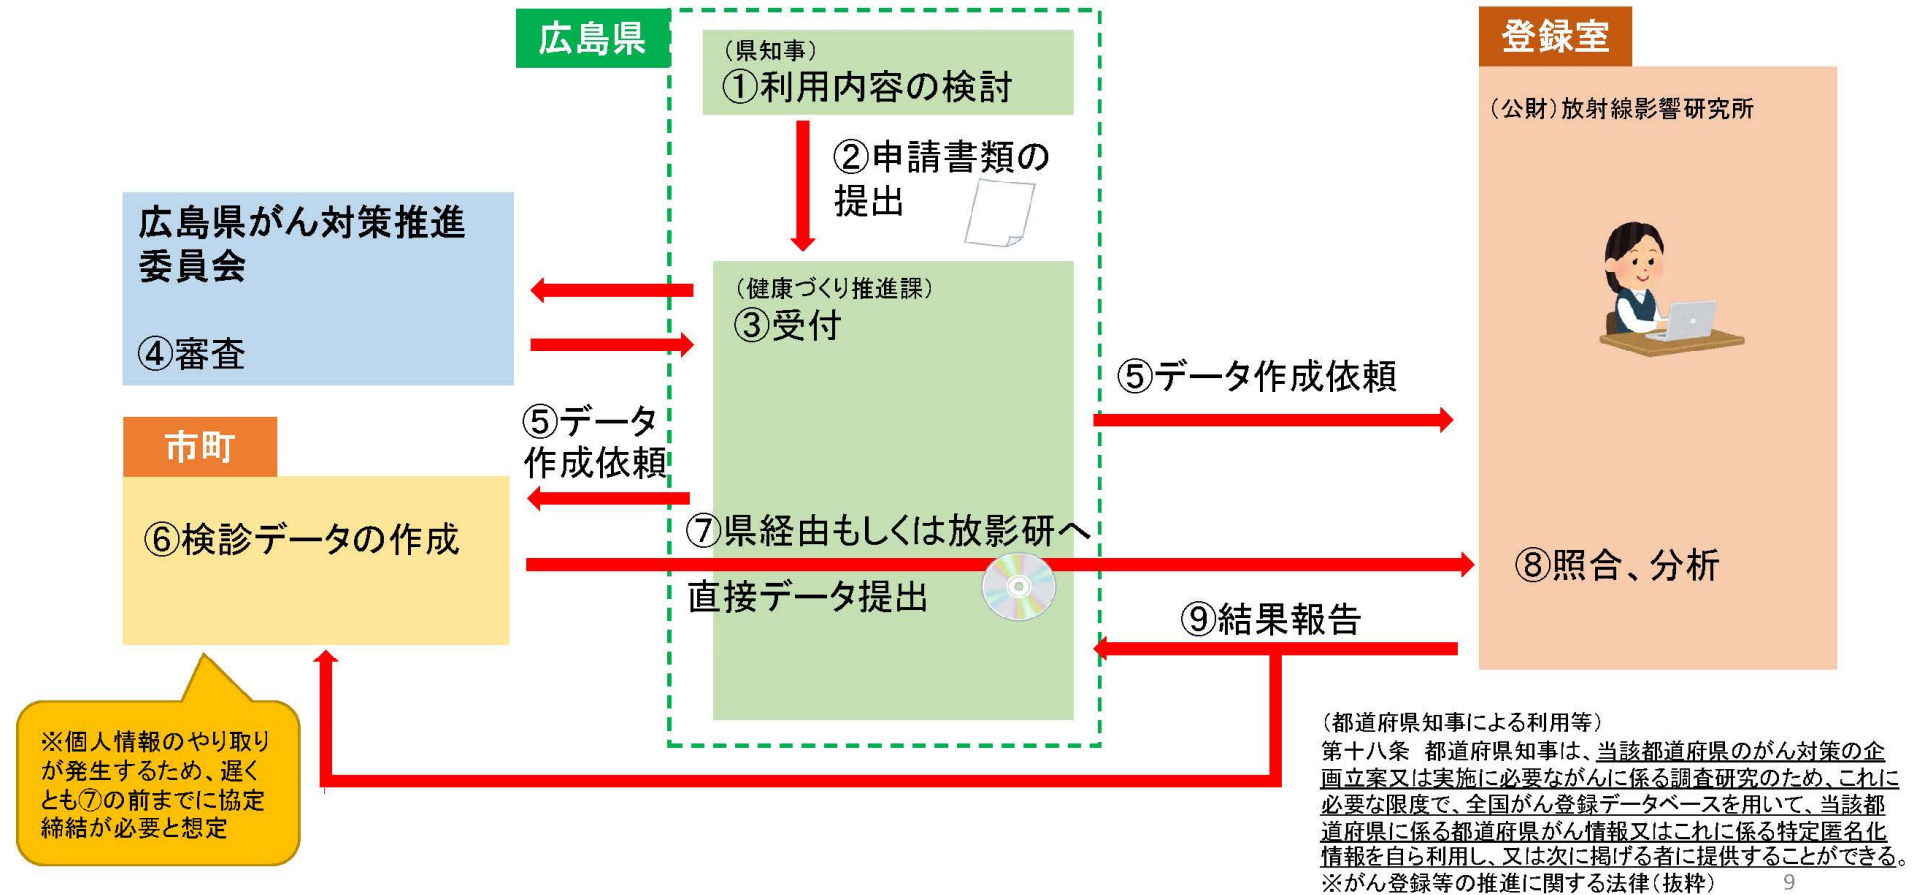 広島県
(県知事)
①利用内容の検討
②申請書類の
提出
登録室
(公財)放射線影響研究所
広島県がん対策推進
委員会
④審査
(健康づくり推進課)
③受付
⑤データ作成依頼
⑤データ
作成依頼
市町
⑥検診データの作成
⑦県経由もしくは放影研へ
直接データ提出
⑧照合、分析
⑨結果報告
※個人情報のやり取り
が発生するため、遅く
とも⑦の前までに協定
締結が必要と想定
(都道府県知事による利用等)
第十八条 都道府県知事は、当該都道府県のがん対策の企
画立案又は実施に必要ながんに係る調査研究のため、これに
必要な限度で、全国がん登録データベースを用いて、当該都
道府県に係る都道府県がん情報又はこれに係る特定匿名化
情報を自ら利用し、又は次に掲げる者に提供することができる。
※がん登録等の推進に関する法律(抜粋)
9